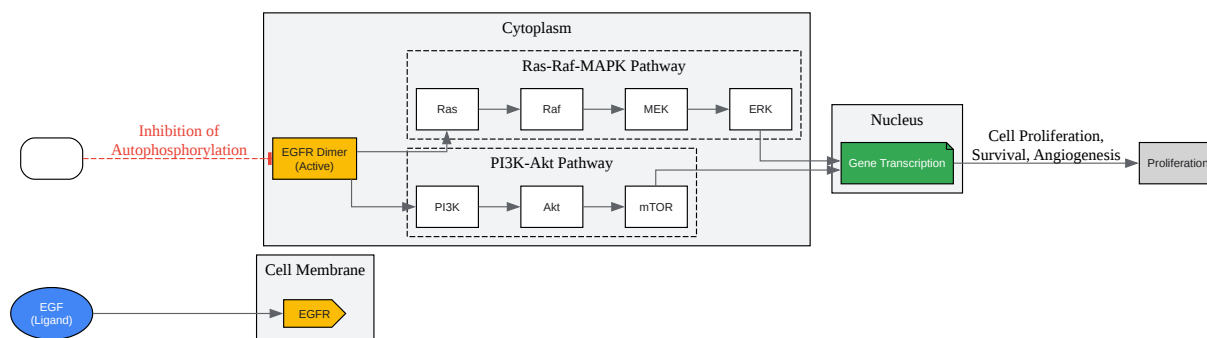 Cytoplasm
Ras-Raf-MAPK Pathway
Ras
Raf
MEK
ERK
Inhibition of
Autophosphorylation
EGFR Dimer
(Active)
PI3K-Akt Pathway
PI3K
Akt
mTOR
Nucleus
Gene Transcription
Cell Proliferation,
Survival, Angiogenesis
Proliferation
Cell Membrane
EGF
(Ligand)
EGFR